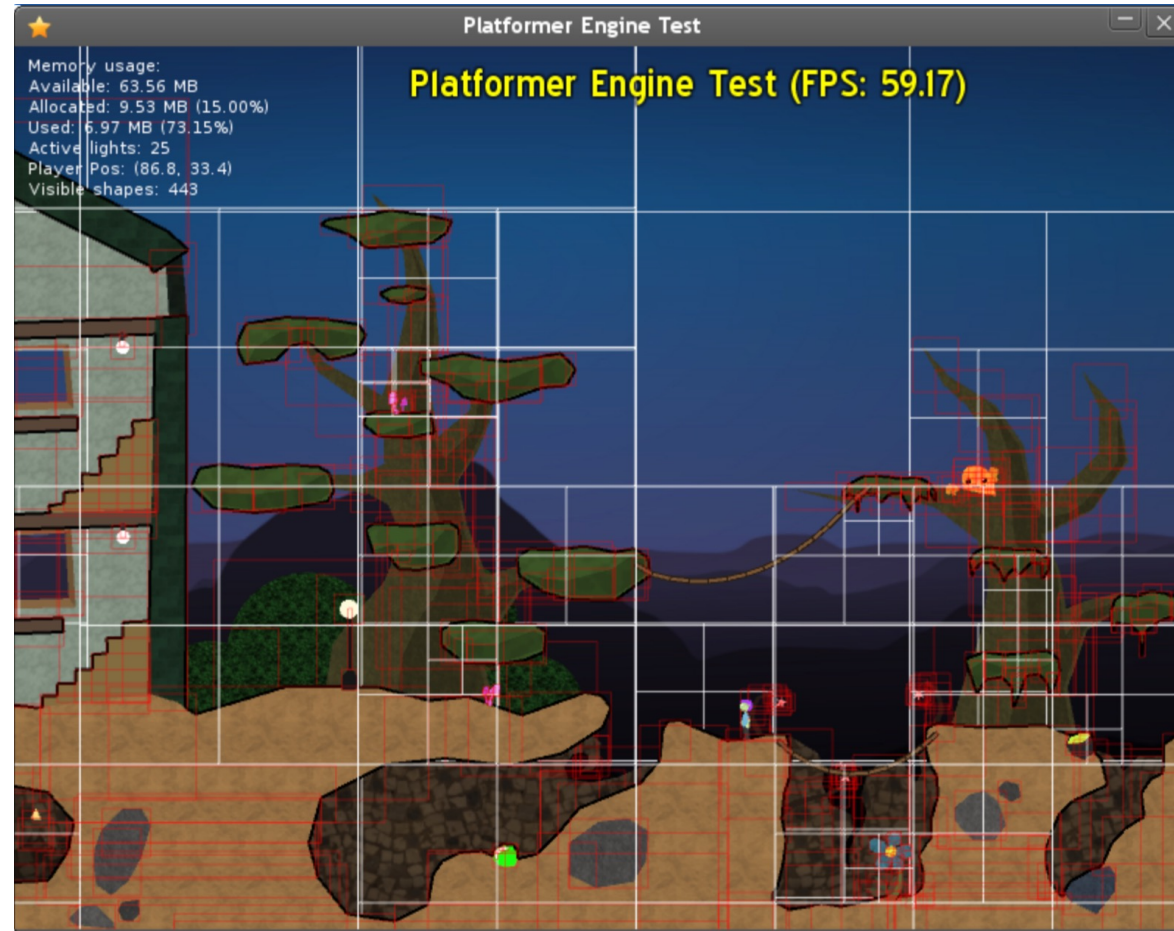 Platformer Engine Test
Memory usage:
Available: 63.56 MB
Allocated: 9.53 MB (15.00%)
Used: 6.97 MB (73.15%)
Active lights: 25
Player Pos: (86.8, 33.4)
Visible shapes: 443
Platformer Engine Test (FPS: 59.17)